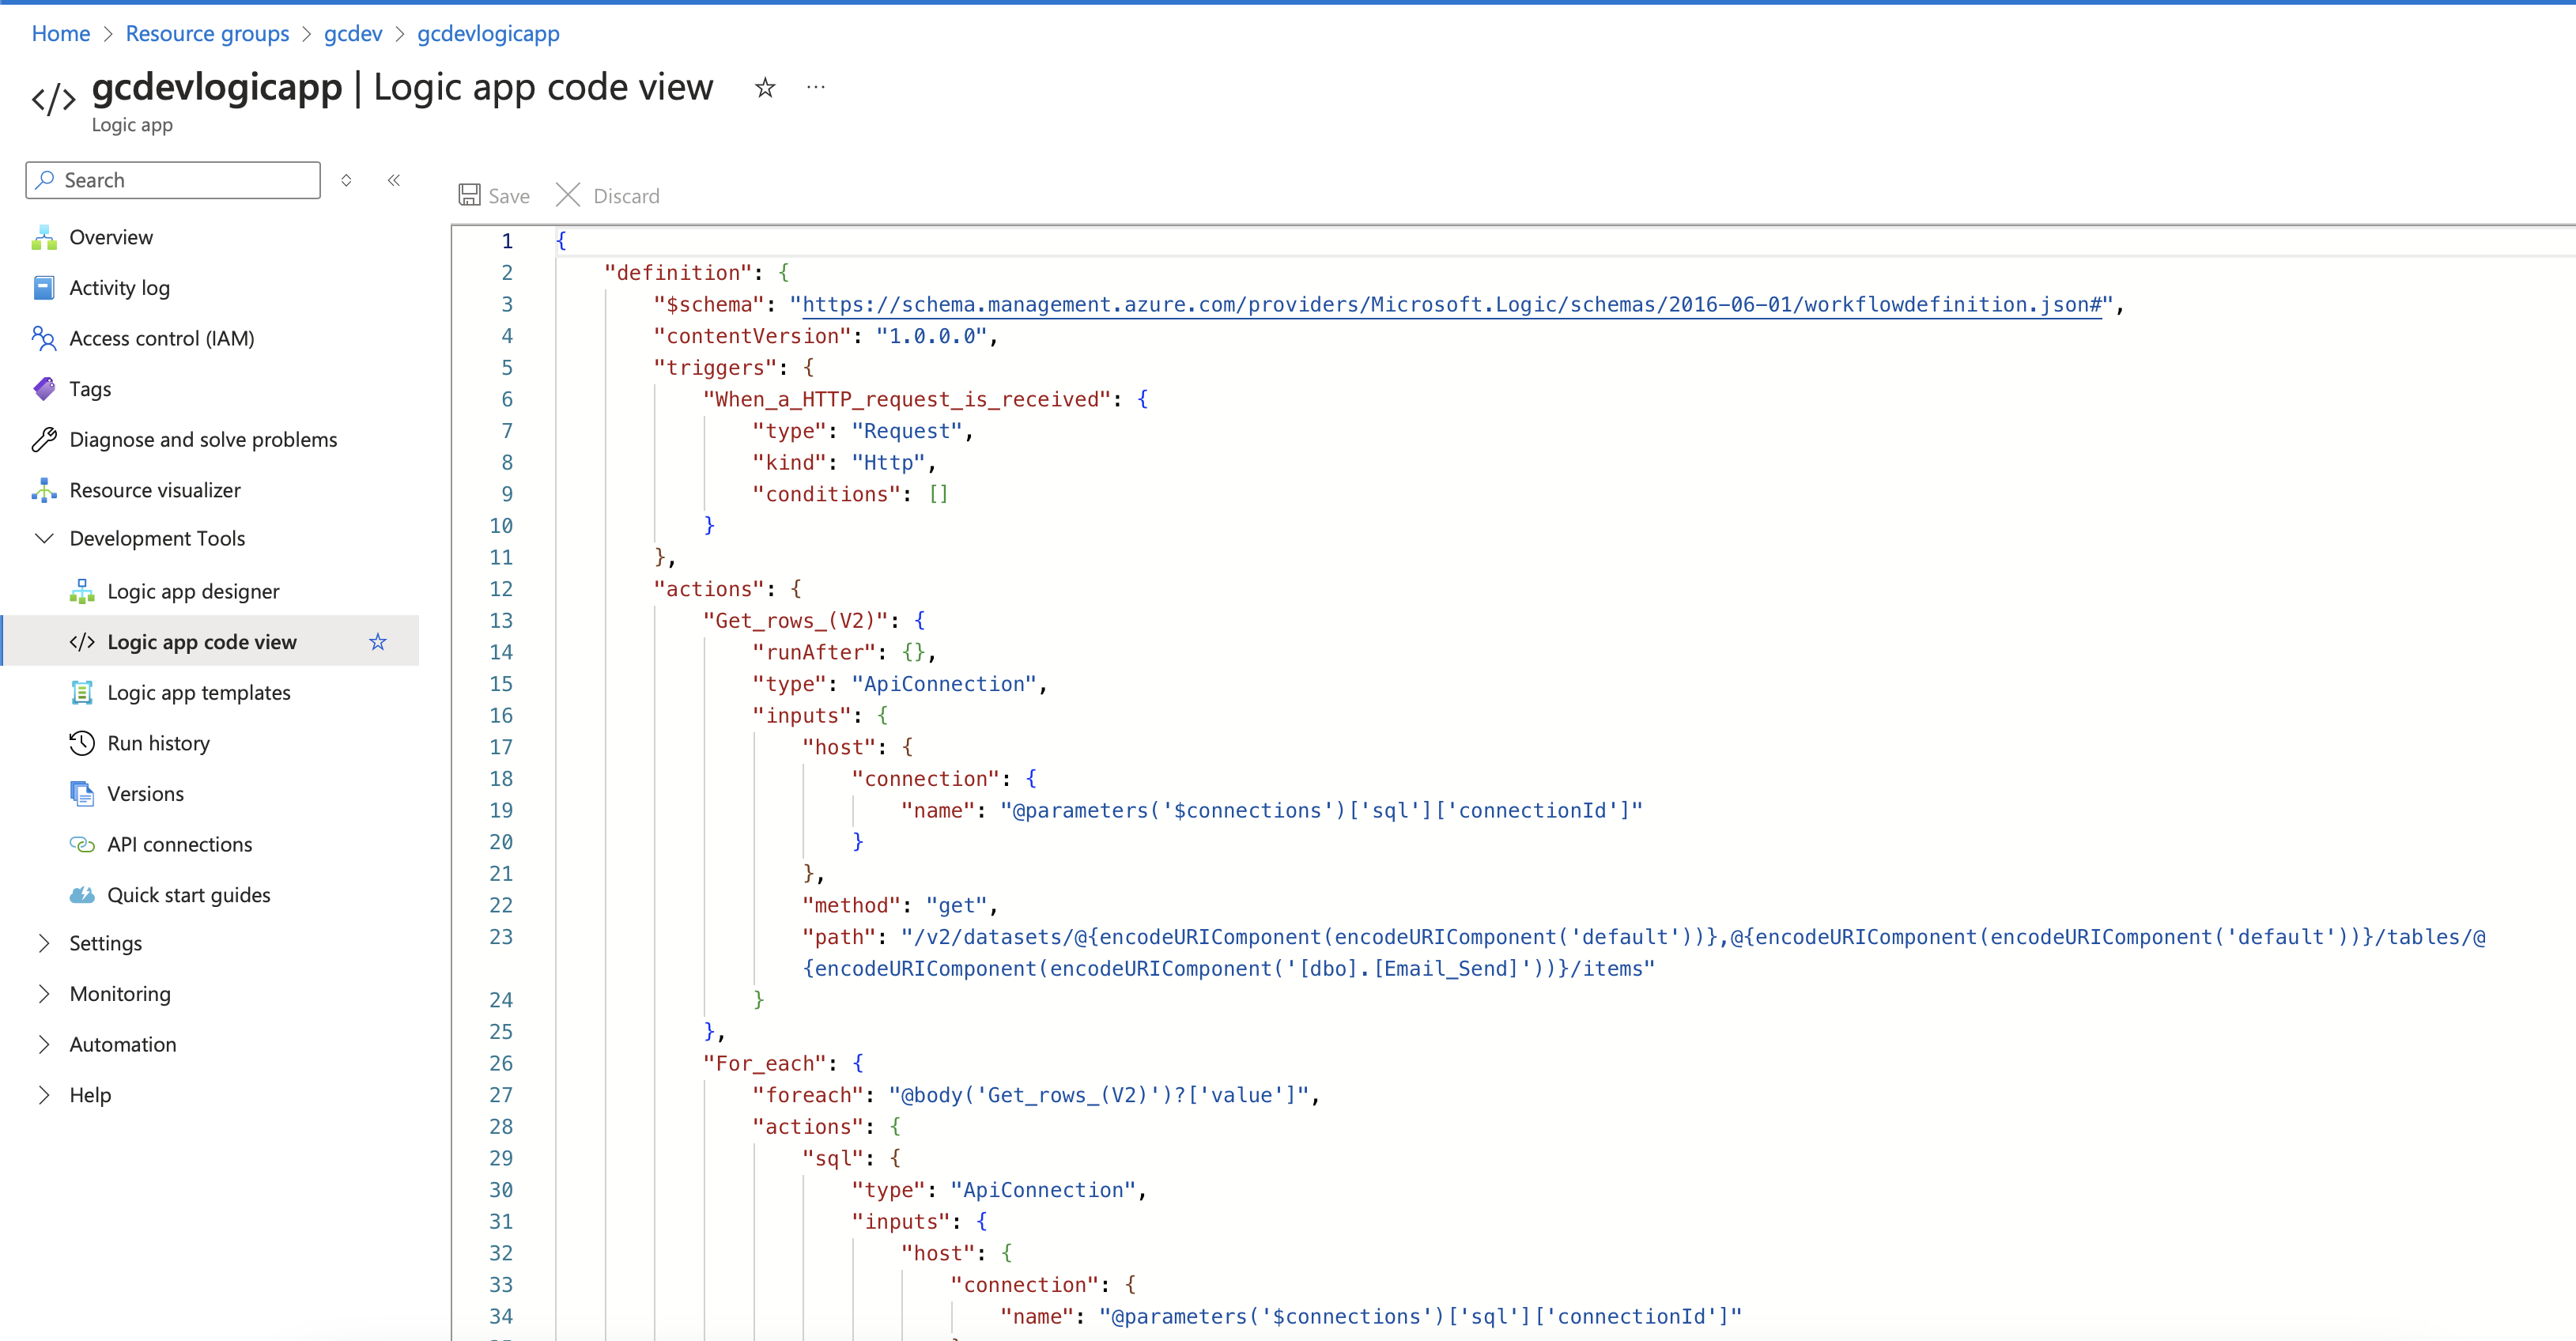 Home > Resource groups > gcdev > gcdevlogicapp
gcdevlogicapp | Logic app code view
Logic app
Search
Overview
Activity log
Access control (IAM)
Tags
Diagnose and solve problems
Resource visualizer
Development Tools
Logic app designer
</> Logic app code view
Logic app templates
Run history
Versions
API connections
Quick start guides
Settings
Monitoring
Automation
Help
Save Discard
1 {
2 "definition": {
3 "$schema": "https://schema.management.azure.com/providers/Microsoft.Logic/schemas/2016-06-01/workflowdefinition.json#",
4 "contentVersion": "1.0.0.0",
5 "triggers": {
6 "When_a_HTTP_request_is_received": {
7 "type": "Request",
8 "kind": "Http",
9 "conditions": []
10 }
11 },
12 "actions": {
13 "Get_rows_(V2)": {
14 "runAfter": {},
15 "type": "ApiConnection",
16 "inputs": {
17 "host": {
18 "connection": {
19 "name": "@parameters('$connections')['sql']['connectionId']"
20 }
21 },
22 "method": "get",
23 "path": "/v2/datasets/@{encodeURIComponent(encodeURIComponent('default'))},@{encodeURIComponent(encodeURIComponent('default'))}/tables/@
{encodeURIComponent(encodeURIComponent('[dbo].[Email_Send]'))}/items"
24 }
25 },
26 "For_each": {
27 "foreach": "@body('Get_rows_(V2)')?['value']",
28 "actions": {
29 "sql": {
30 "type": "ApiConnection",
31 "inputs": {
32 "host": {
33 "connection": {
34 "name": "@parameters('$connections')['sql']['connectionId']"